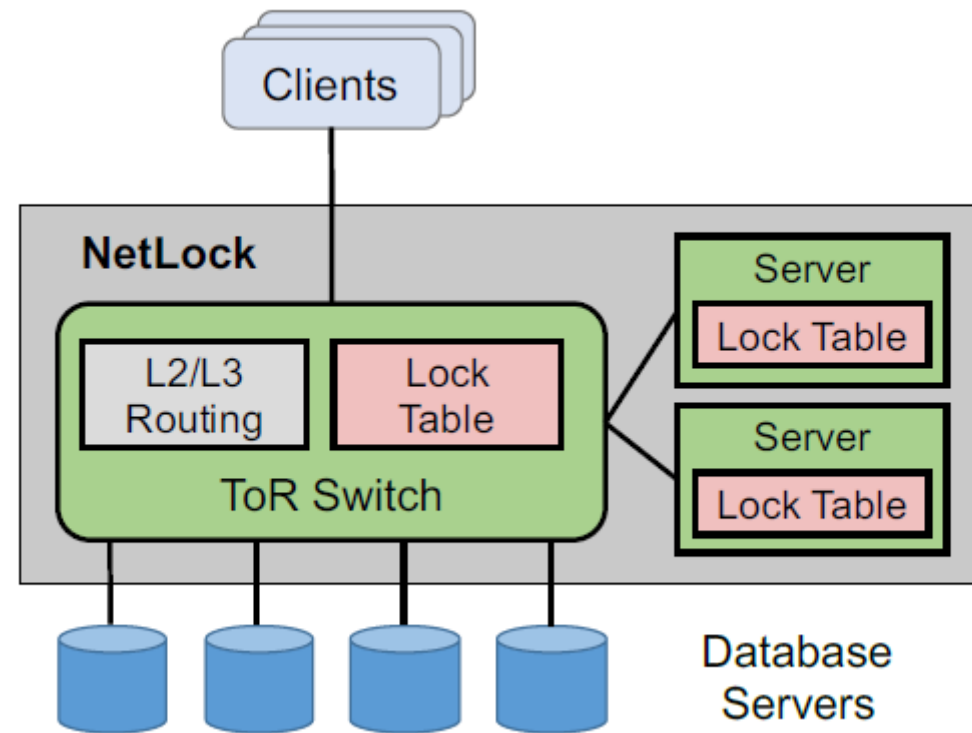 Clients
NetLock
Server
Lock Table
L2/L3
Routing
Lock
Table
ToR Switch
Server
Lock Table
Database
Servers